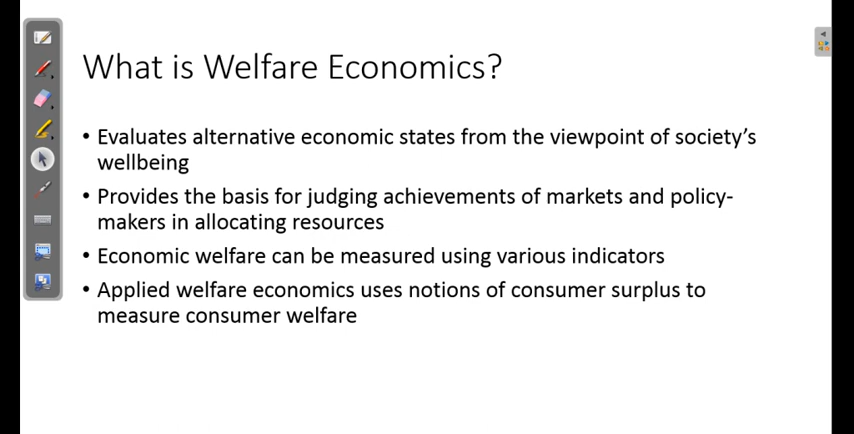 What is Welfare Economics?
• Evaluates alternative economic states from the viewpoint of society's
wellbeing
• Provides the basis for judging achievements of markets and policy-
makers in allocating resources
• Economic welfare can be measured using various indicators
• Applied welfare economics uses notions of consumer surplus to
measure consumer welfare